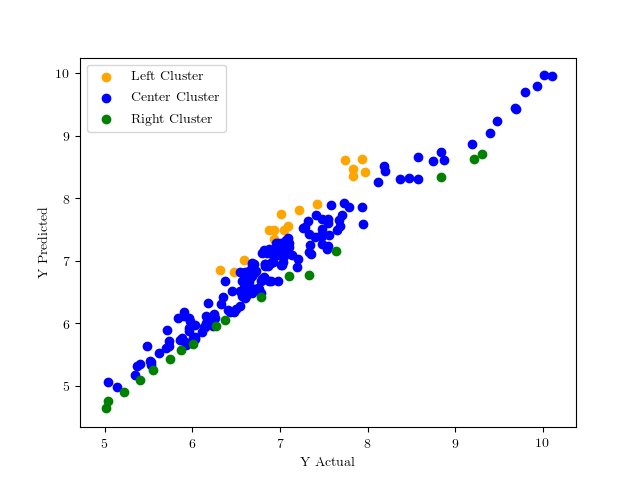 Left Cluster
Center Cluster
Right Cluster
10
9
8
7
6
5
Y Predicted
5 6 7 8 9 10
Y Actual